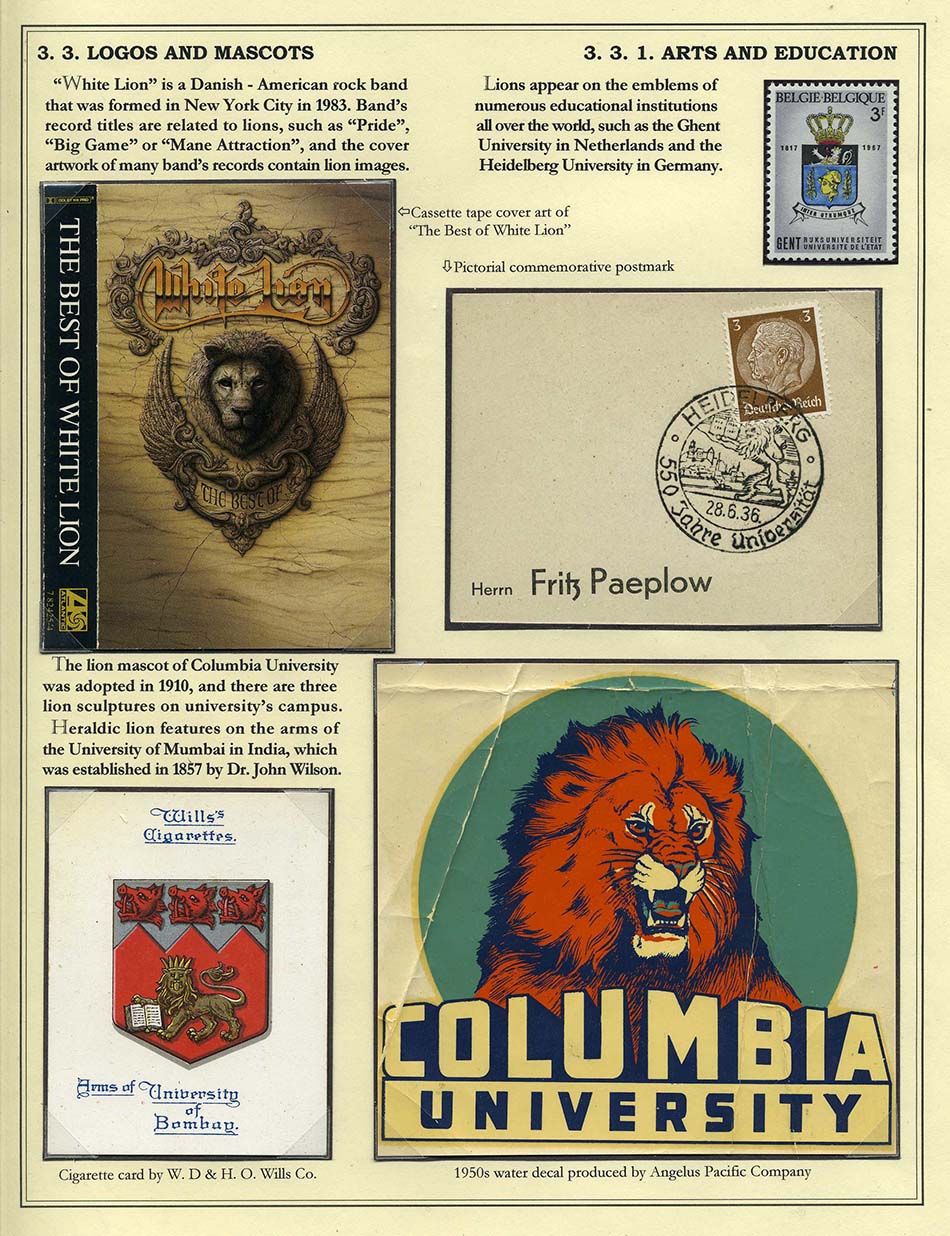 3. 3. LOGOS AND MASCOTS
3. 3. 1. ARTS AND EDUCATION
“White Lion” is a Danish - American rock band
that was formed in New York City in 1983. Band’s
record titles are related to lions, such as “Pride”,
“Big Game” or “Mane Attraction”, and the cover
artwork of many band’s records contain lion images.
Lions appear on the emblems of
numerous educational institutions
all over the world, such as the Ghent
University in Netherlands and the
Heidelberg University in Germany.
BELGIE·BELGIQUE
3F
1817 1967
INTER UTRUMQUE
GENT RIJKSUNIVERSITEIT
UNIVERSITE DE L'ETAT
⇦Cassette tape cover art of
“The Best of White Lion”
⇩Pictorial commemorative postmark
DOLBY HX PRO
THE BEST OF WHITE LION
ATLANTIC
7 82425-4
White Lion
THE BEST OF
3 3
Deutsches Reich
HEIDELBERG
28.6.36
550 Jahre Universität
Herrn Fritz Paeplow
The lion mascot of Columbia University
was adopted in 1910, and there are three
lion sculptures on university’s campus.
Heraldic lion features on the arms of
the University of Mumbai in India, which
was established in 1857 by Dr. John Wilson.
Wills's
Cigarettes.
Arms of University
of
Bombay.
COLUMBIA
UNIVERSITY
Cigarette card by W. D & H. O. Wills Co.
1950s water decal produced by Angelus Pacific Company